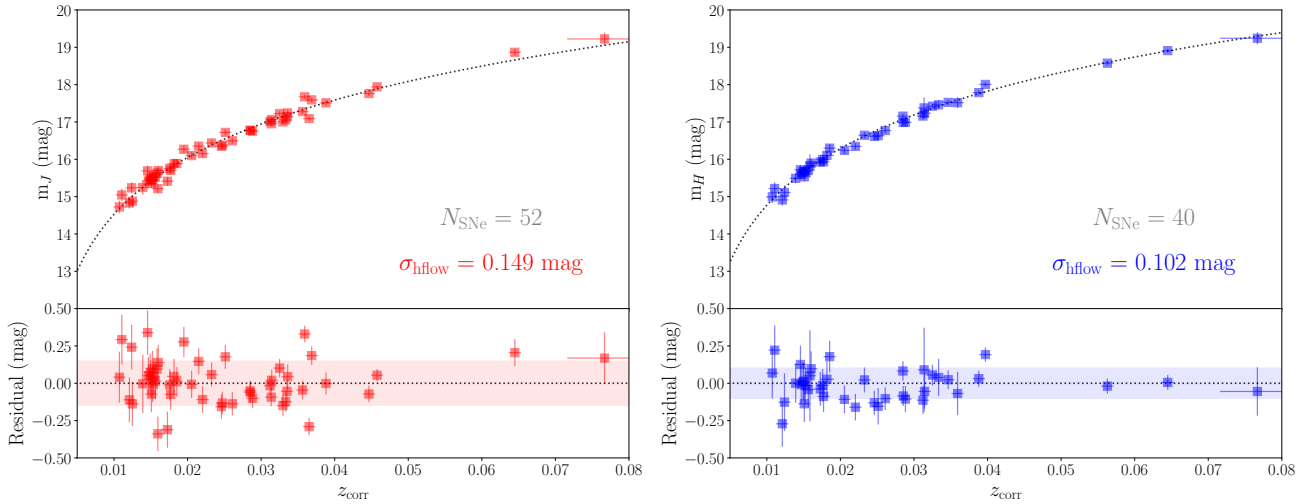 20
19
18
17
16
15
14
13
m_J (mag)
N_SNe = 52
σ_hflow = 0.149 mag
0.50
0.25
0.00
−0.25
−0.50
Residual (mag)
0.01 0.02 0.03 0.04 0.05 0.06 0.07 0.08
z_corr
20
19
18
17
16
15
14
13
m_H (mag)
N_SNe = 40
σ_hflow = 0.102 mag
0.50
0.25
0.00
−0.25
−0.50
Residual (mag)
0.01 0.02 0.03 0.04 0.05 0.06 0.07 0.08
z_corr